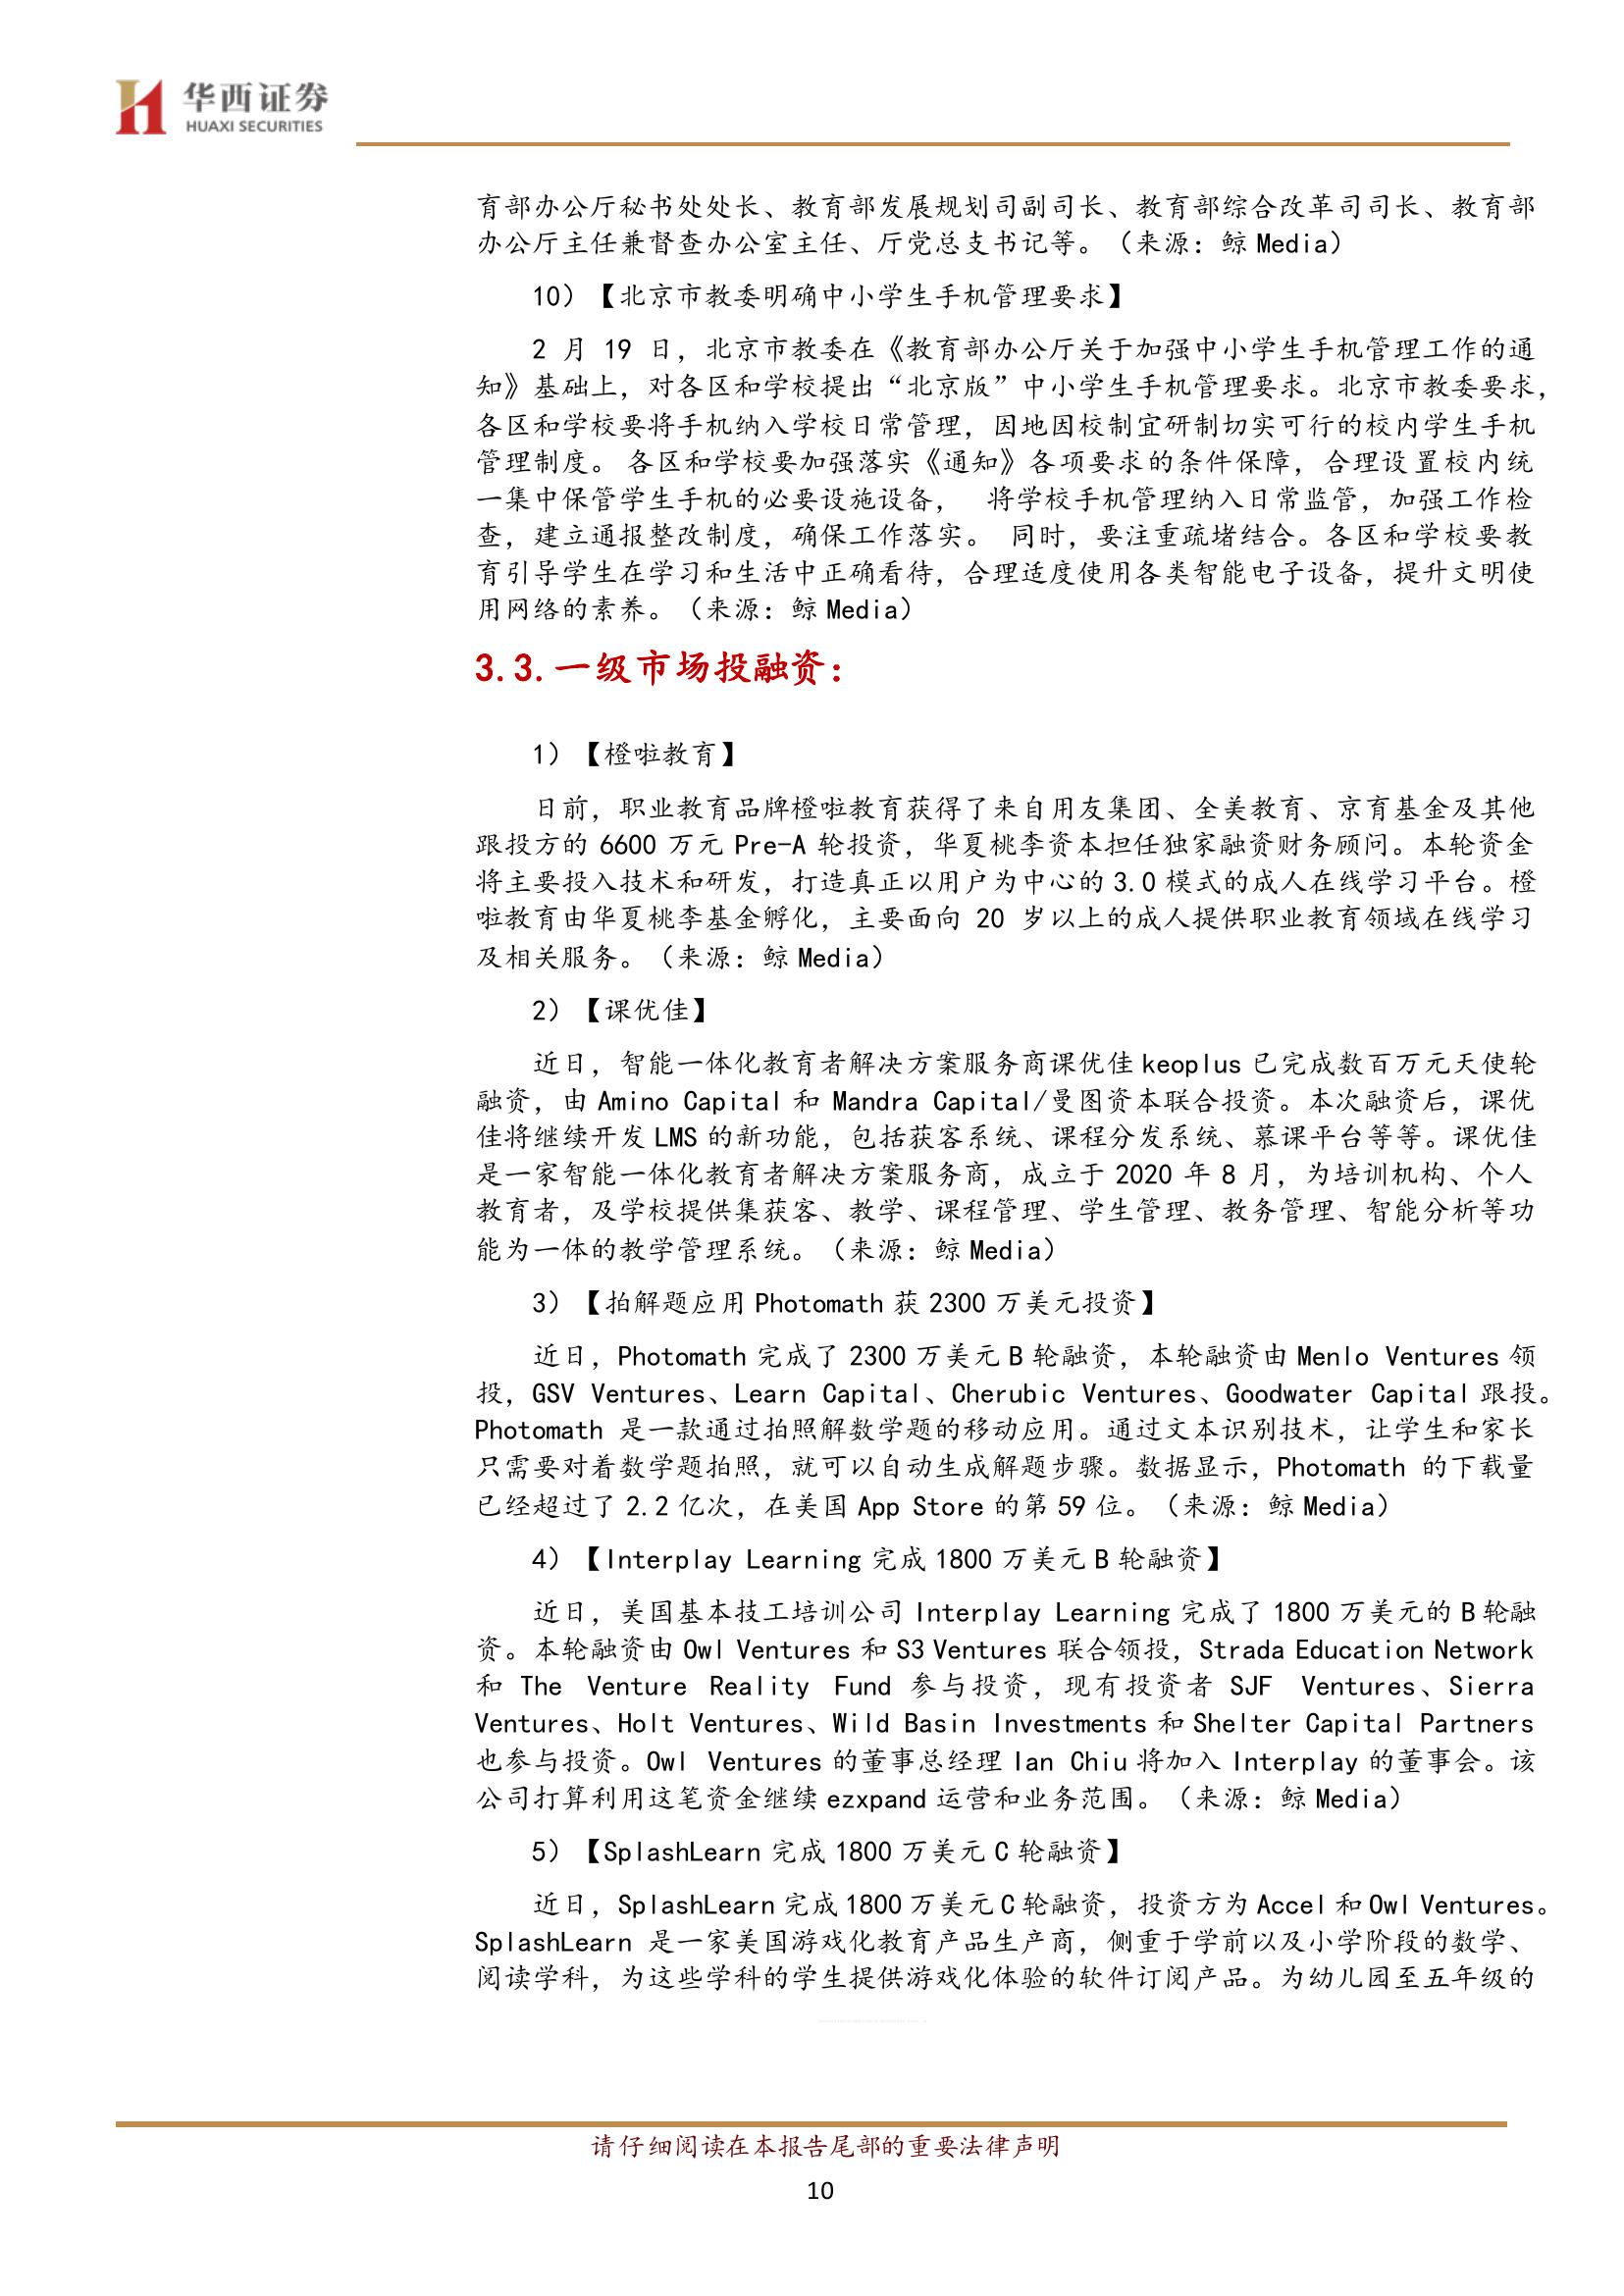 华西证券
HUAXI SECURITIES
育部办公厅秘书处处长、教育部发展规划司副司长、教育部综合改革司司长、教育部
办公厅主任兼督查办公室主任、厅党总支书记等。（来源：鲸 Media）
10）【北京市教委明确中小学生手机管理要求】
2 月 19 日，北京市教委在《教育部办公厅关于加强中小学生手机管理工作的通
知》基础上，对各区和学校提出“北京版”中小学生手机管理要求。北京市教委要求，
各区和学校要将手机纳入学校日常管理，因地因校制宜研制切实可行的校内学生手机
管理制度。 各区和学校要加强落实《通知》各项要求的条件保障，合理设置校内统
一集中保管学生手机的必要设施设备， 将学校手机管理纳入日常监管，加强工作检
查，建立通报整改制度，确保工作落实。 同时，要注重疏堵结合。各区和学校要教
育引导学生在学习和生活中正确看待，合理适度使用各类智能电子设备，提升文明使
用网络的素养。（来源：鲸 Media）
3.3.一级市场投融资：
1）【橙啦教育】
日前，职业教育品牌橙啦教育获得了来自用友集团、全美教育、京育基金及其他
跟投方的 6600 万元 Pre-A 轮投资，华夏桃李资本担任独家融资财务顾问。本轮资金
将主要投入技术和研发，打造真正以用户为中心的 3.0 模式的成人在线学习平台。橙
啦教育由华夏桃李基金孵化，主要面向 20 岁以上的成人提供职业教育领域在线学习
及相关服务。（来源：鲸 Media）
2）【课优佳】
近日，智能一体化教育者解决方案服务商课优佳 keoplus 已完成数百万元天使轮
融资，由 Amino Capital 和 Mandra Capital/曼图资本联合投资。本次融资后，课优
佳将继续开发 LMS 的新功能，包括获客系统、课程分发系统、慕课平台等等。课优佳
是一家智能一体化教育者解决方案服务商，成立于 2020 年 8 月，为培训机构、个人
教育者，及学校提供集获客、教学、课程管理、学生管理、教务管理、智能分析等功
能为一体的教学管理系统。（来源：鲸 Media）
3）【拍解题应用 Photomath 获 2300 万美元投资】
近日，Photomath 完成了 2300 万美元 B 轮融资，本轮融资由 Menlo Ventures 领
投，GSV Ventures、Learn Capital、Cherubic Ventures、Goodwater Capital 跟投。
Photomath 是一款通过拍照解数学题的移动应用。通过文本识别技术，让学生和家长
只需要对着数学题拍照，就可以自动生成解题步骤。数据显示，Photomath 的下载量
已经超过了 2.2 亿次，在美国 App Store 的第 59 位。（来源：鲸 Media）
4）【Interplay Learning 完成 1800 万美元 B 轮融资】
近日，美国基本技工培训公司 Interplay Learning 完成了 1800 万美元的 B 轮融
资。本轮融资由 Owl Ventures 和 S3 Ventures 联合领投，Strada Education Network
和 The Venture Reality Fund 参与投资，现有投资者 SJF Ventures、Sierra
Ventures、Holt Ventures、Wild Basin Investments 和 Shelter Capital Partners
也参与投资。Owl Ventures 的董事总经理 Ian Chiu 将加入 Interplay 的董事会。该
公司打算利用这笔资金继续 ezxpand 运营和业务范围。（来源：鲸 Media）
5）【SplashLearn 完成 1800 万美元 C 轮融资】
近日，SplashLearn 完成 1800 万美元 C 轮融资，投资方为 Accel 和 Owl Ventures。
SplashLearn 是一家美国游戏化教育产品生产商，侧重于学前以及小学阶段的数学、
阅读学科，为这些学科的学生提供游戏化体验的软件订阅产品。为幼儿园至五年级的
请仔细阅读在本报告尾部的重要法律声明
10